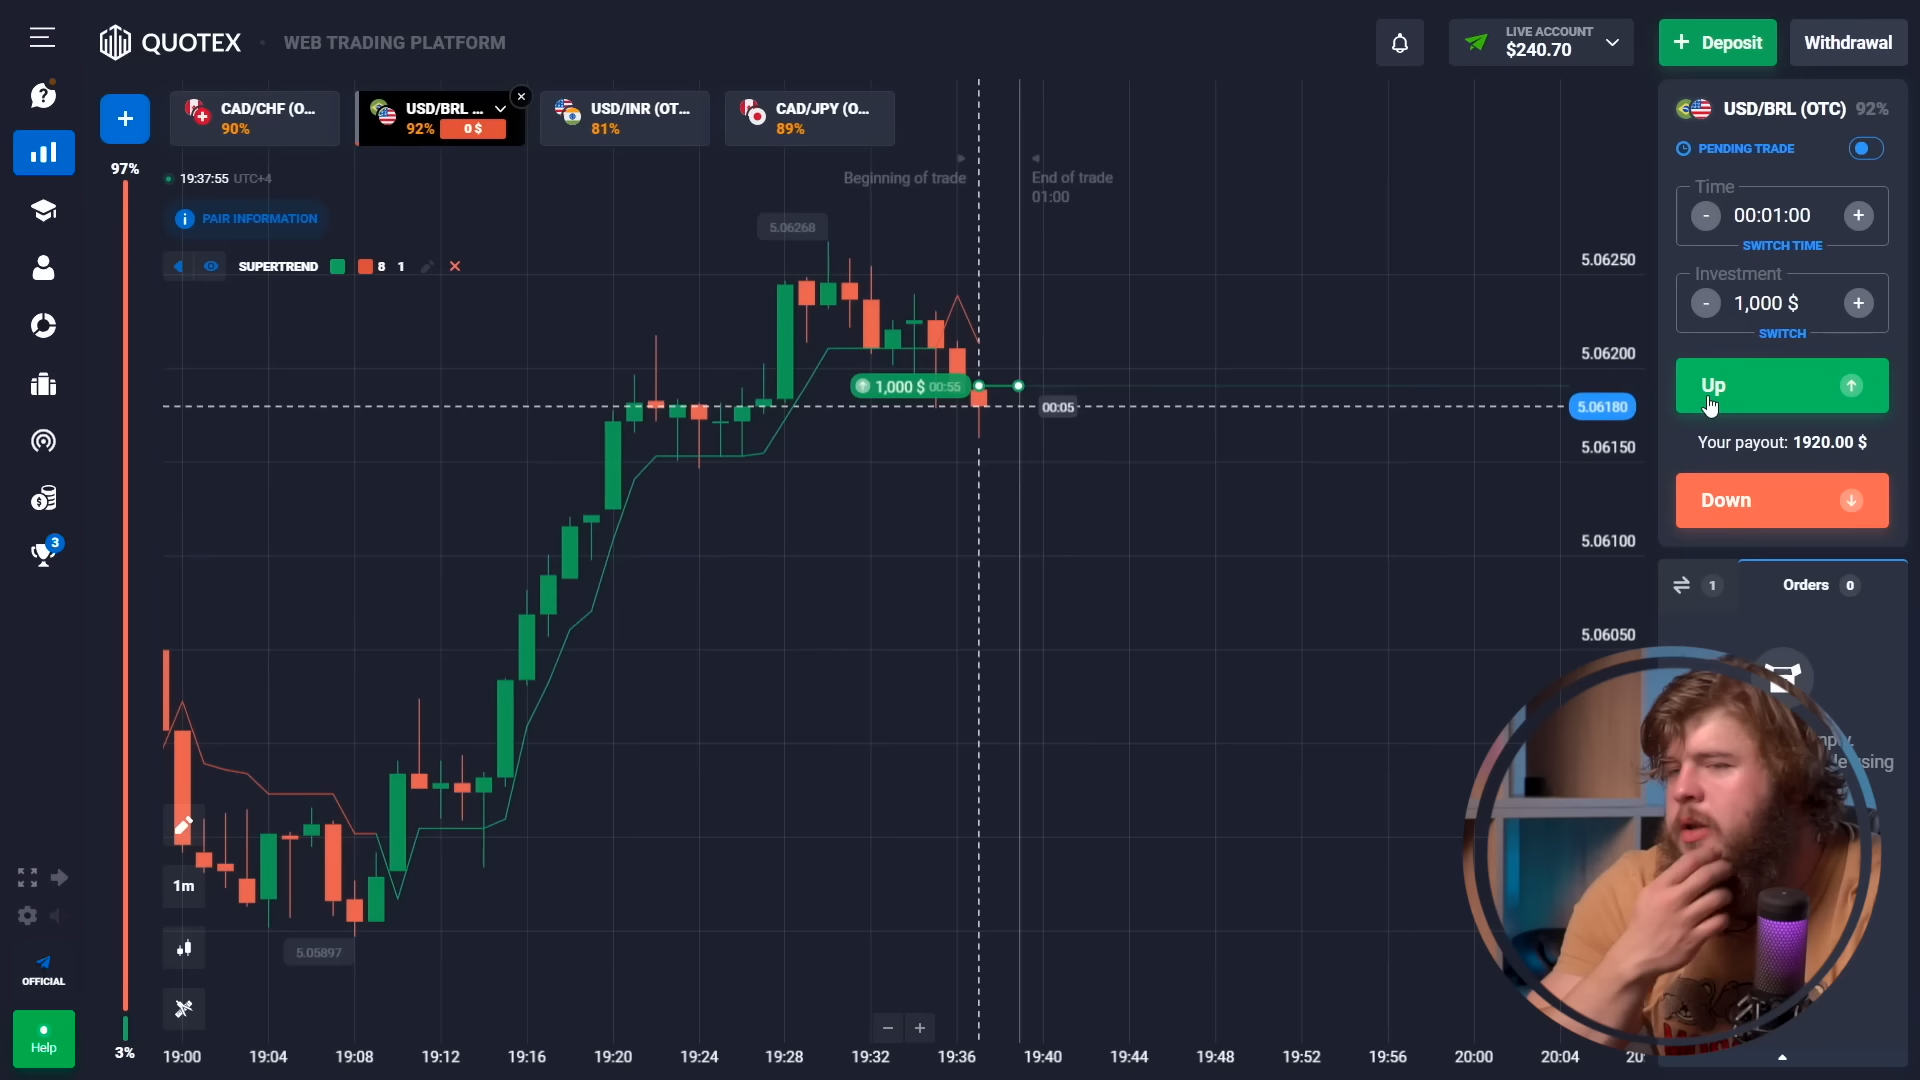 QUOTEX
WEB TRADING PLATFORM
LIVE ACCOUNT
$240.70
+ Deposit
Withdrawal
CAD/CHF (O...
90%
USD/BRL ...
92%
0 $
USD/INR (OT...
81%
CAD/JPY (O...
89%
97%
19:37:55 UTC+4
PAIR INFORMATION
SUPERTREND 8 1
Beginning of trade
End of trade
01:00
5.06268
1,000 $ 00:55
00:05
5.05897
5.06250
5.06200
5.06180
5.06150
5.06100
5.06050
USD/BRL (OTC) 92%
PENDING TRADE
Time
- 00:01:00 +
SWITCH TIME
Investment
- 1,000 $ +
SWITCH
Up
Your payout: 1920.00 $
Down
1
Orders 0
3
1m
OFFICIAL
Help
3%
19:00 19:04 19:08 19:12 19:16 19:20 19:24 19:28 19:32 19:36 19:40 19:44 19:48 19:52 19:56 20:00 20:04